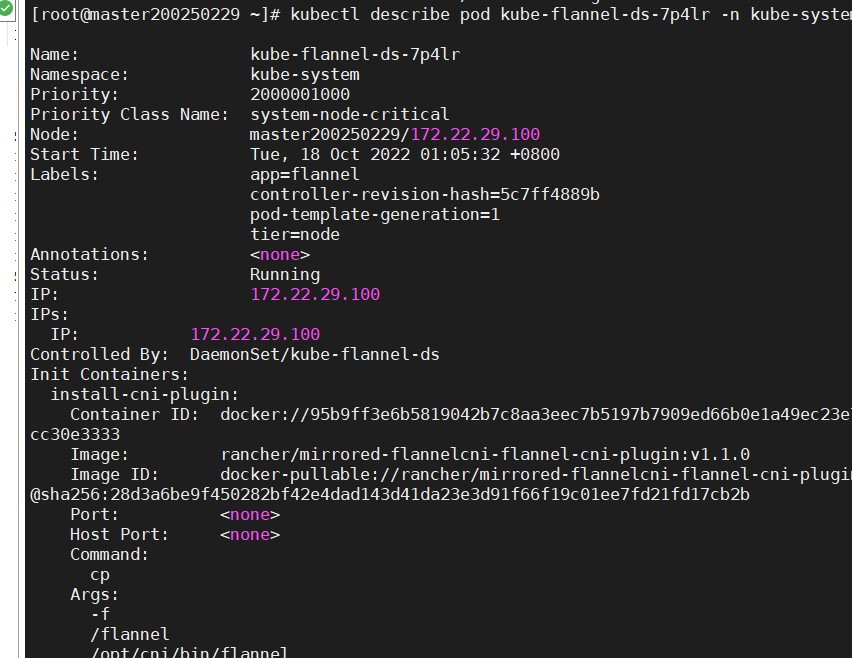 [root@master200250229 ~]# kubectl describe pod kube-flannel-ds-7p4lr -n kube-system
Name: kube-flannel-ds-7p4lr
Namespace: kube-system
Priority: 2000001000
Priority Class Name: system-node-critical
Node: master200250229/172.22.29.100
Start Time: Tue, 18 Oct 2022 01:05:32 +0800
Labels: app=flannel
controller-revision-hash=5c7ff4889b
pod-template-generation=1
tier=node
Annotations: <none>
Status: Running
IP: 172.22.29.100
IPs:
IP: 172.22.29.100
Controlled By: DaemonSet/kube-flannel-ds
Init Containers:
install-cni-plugin:
Container ID: docker://95b9ff3e6b5819042b7c8aa3eec7b5197b7909ed66b0e1a49ec23e
cc30e3333
Image: rancher/mirrored-flannelcni-flannel-cni-plugin:v1.1.0
Image ID: docker-pullable://rancher/mirrored-flannelcni-flannel-cni-plugin
@sha256:28d3a6be9f450282bf42e4dad143d41da23e3d91f66f19c01ee7fd21fd17cb2b
Port: <none>
Host Port: <none>
Command:
cp
Args:
-f
/flannel
/opt/cni/bin/flannel